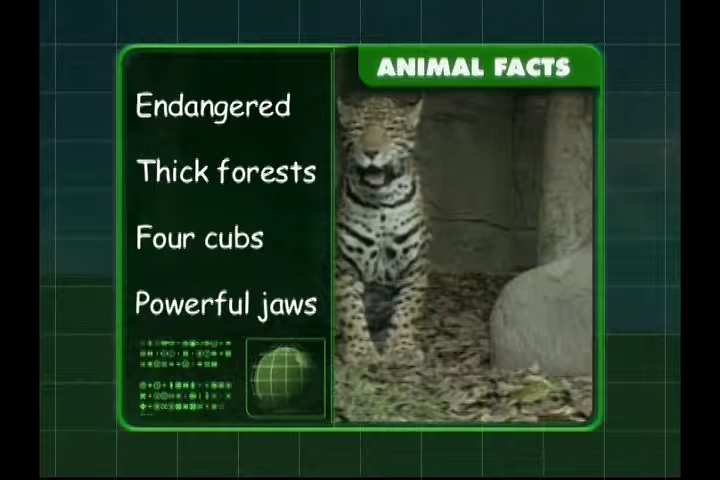 ANIMAL FACTS
Endangered
Thick forests
Four cubs
Powerful jaws